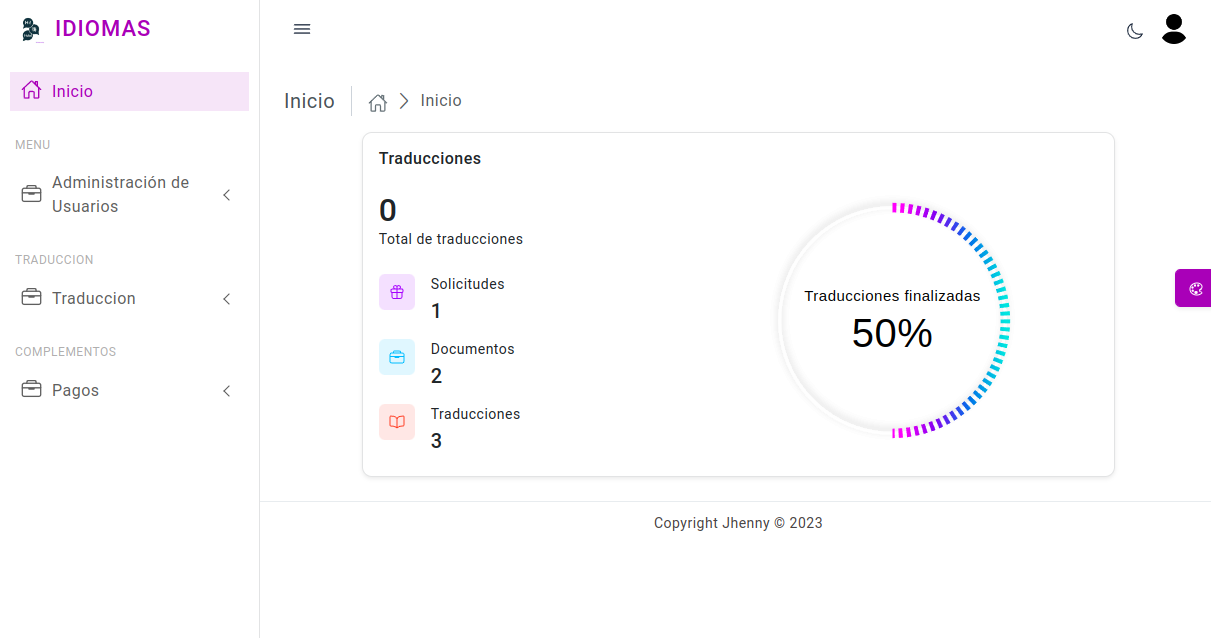 IDIOMAS
Inicio
MENU
Administración de
Usuarios
TRADUCCION
Traduccion
COMPLEMENTOS
Pagos
Inicio
Inicio
Traducciones
0
Total de traducciones
Solicitudes
1
Documentos
2
Traducciones
3
Traducciones finalizadas
50%
Copyright Jhenny © 2023